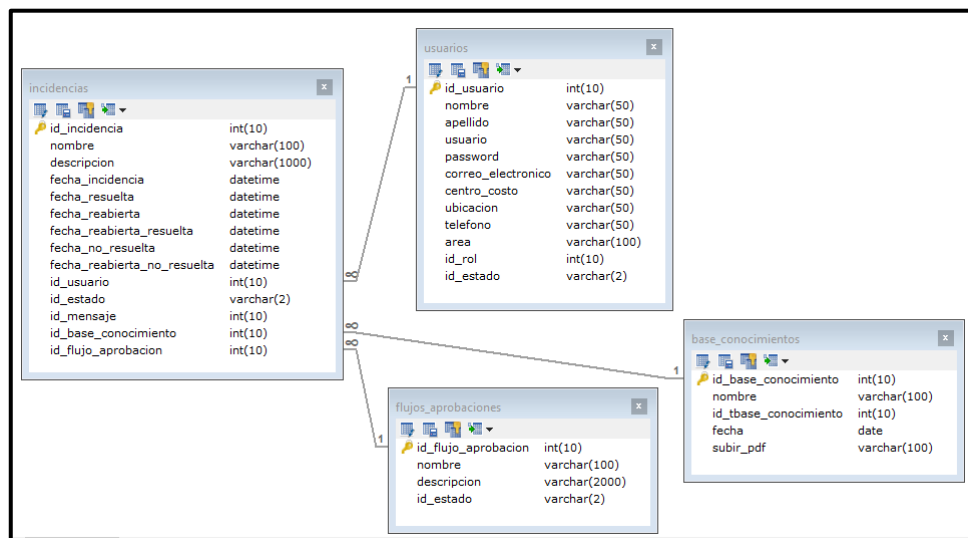 incidencias
id_incidencia int(10)
nombre varchar(100)
descripcion varchar(1000)
fecha_incidencia datetime
fecha_resuelta datetime
fecha_reabierta datetime
fecha_reabierta_resuelta datetime
fecha_no_resuelta datetime
fecha_reabierta_no_resuelta datetime
id_usuario int(10)
id_estado varchar(2)
id_mensaje int(10)
id_base_conocimiento int(10)
id_flujo_aprobacion int(10)
usuarios
id_usuario int(10)
nombre varchar(50)
apellido varchar(50)
usuario varchar(50)
password varchar(50)
correo_electronico varchar(50)
centro_costo varchar(50)
ubicacion varchar(50)
telefono varchar(50)
area varchar(100)
id_rol int(10)
id_estado varchar(2)
base_conocimientos
id_base_conocimiento int(10)
nombre varchar(100)
id_tbase_conocimiento int(10)
fecha date
subir_pdf varchar(100)
flujos_aprobaciones
id_flujo_aprobacion int(10)
nombre varchar(100)
descripcion varchar(2000)
id_estado varchar(2)
1
∞
∞
1
∞
1